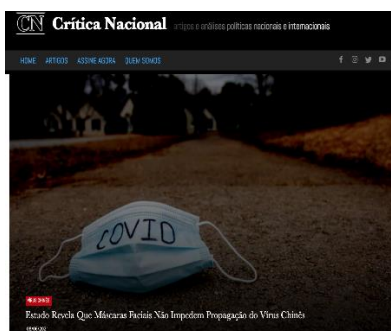 CN Crítica Nacional artigos e análises políticas nacionais e internacionais
HOME ARTIGOS ASSINE AGORA QUEM SOMOS
COVID
Estudo Revela Que Máscaras Faciais Não Impedem Propagação do Vírus Chinês